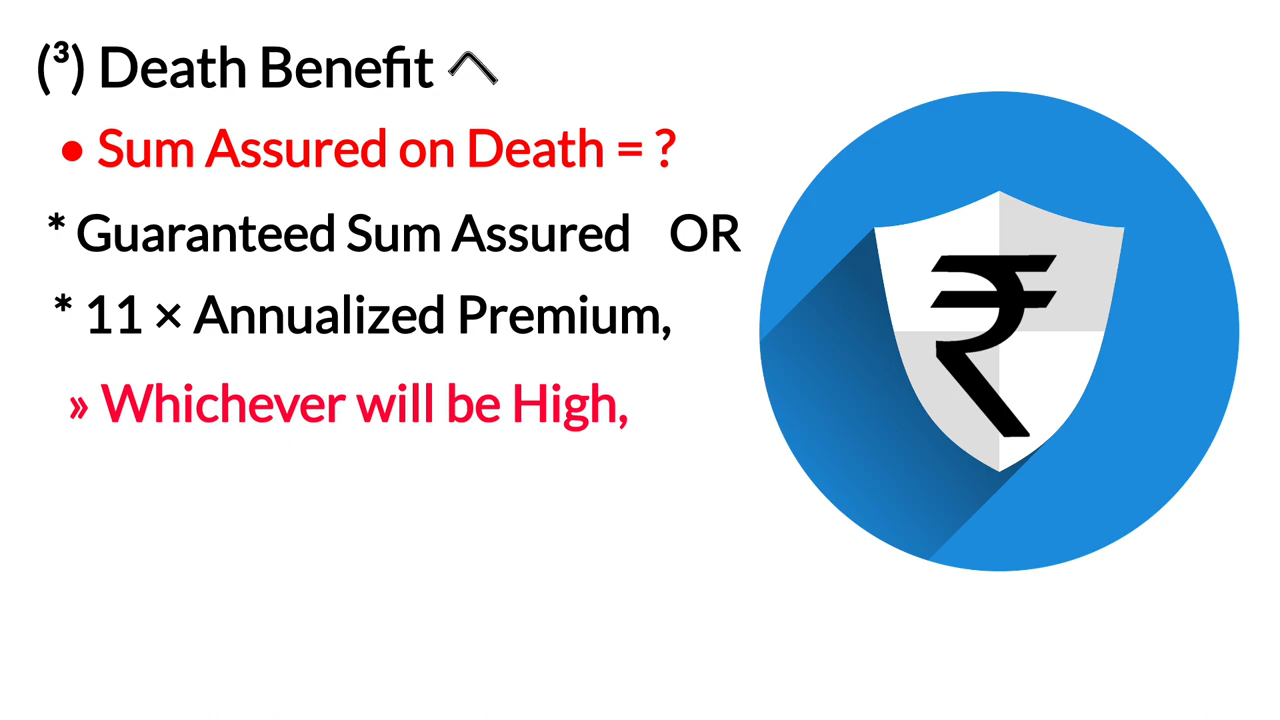 (³) Death Benefit
• Sum Assured on Death = ?
* Guaranteed Sum Assured OR
* 11 × Annualized Premium,
» Whichever will be High,
₹